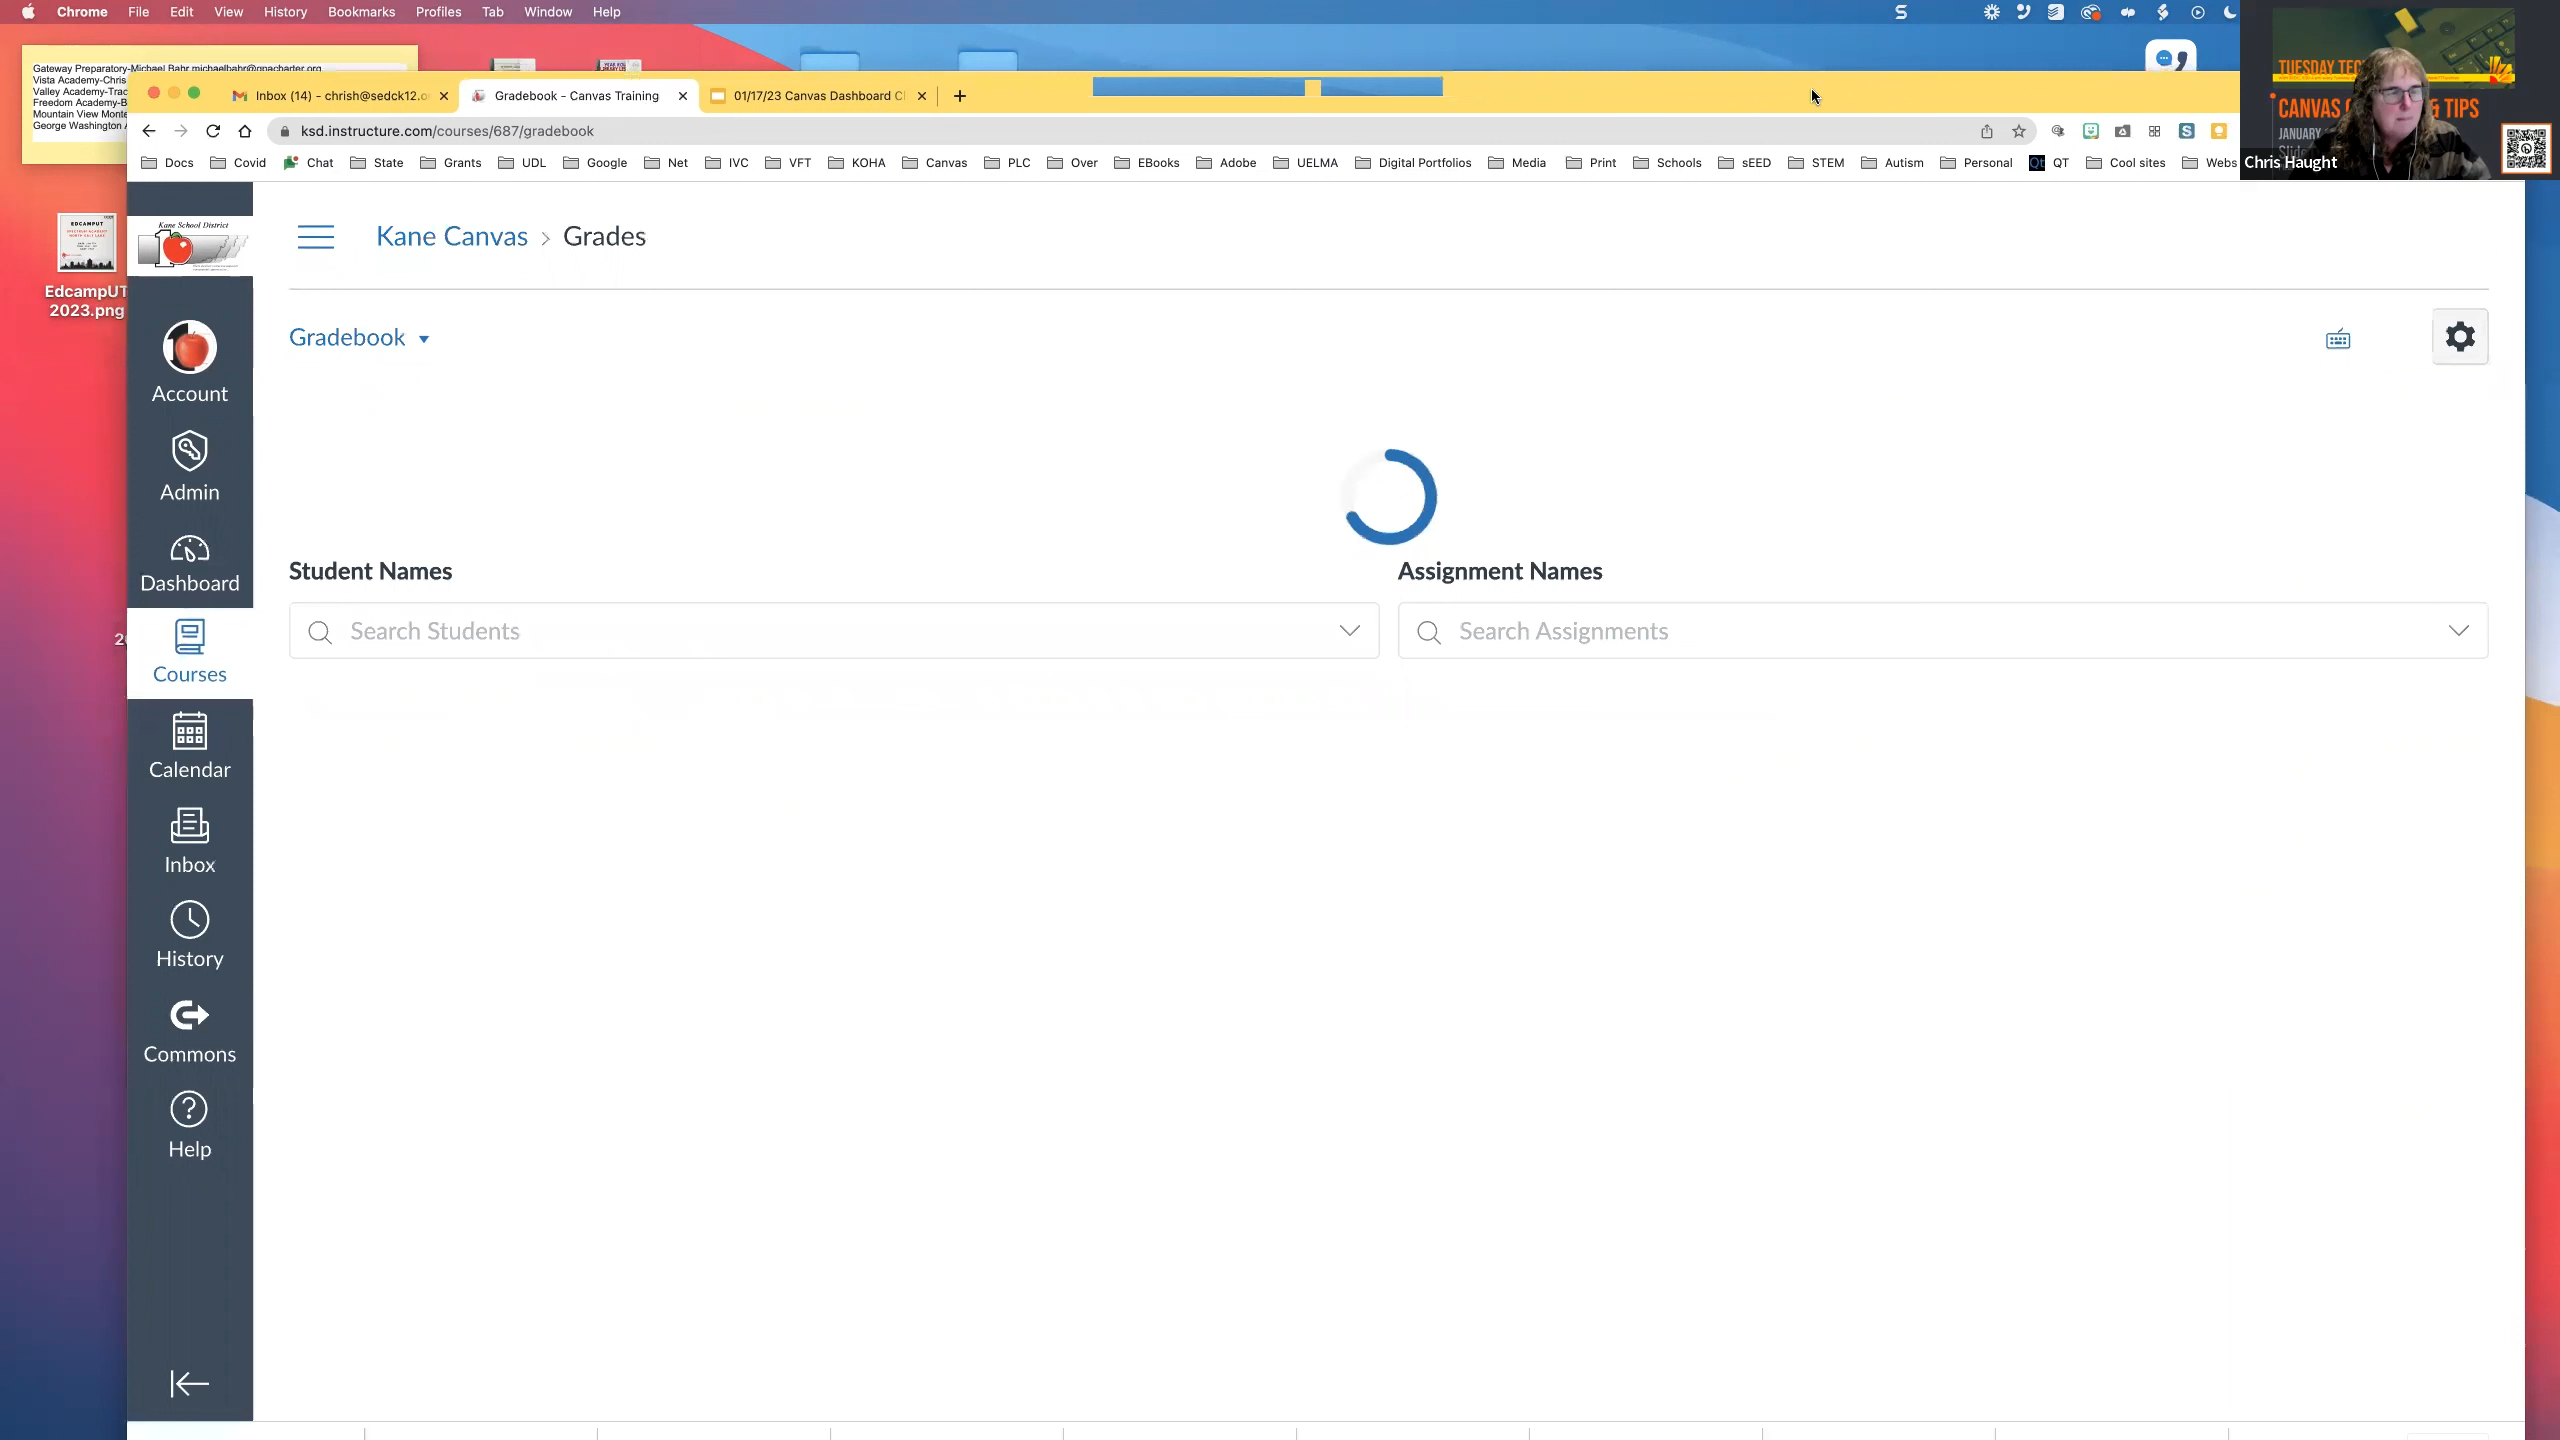 Chrome File Edit View History Bookmarks Profiles Tab Window Help
Gateway Preparatory-Michael Bahr michaelbahr@gpacharter.org
Vista Academy-Chris
Valley Academy-Trac
Freedom Academy-B
Mountain View Monte
George Washington A
Inbox (14) - chrish@sedck12.o
Gradebook - Canvas Training
01/17/23 Canvas Dashboard C
ksd.instructure.com/courses/687/gradebook
Docs Covid Chat State Grants UDL Google Net IVC VFT KOHA Canvas PLC Over EBooks Adobe UELMA Digital Portfolios Media Print Schools sEED STEM Autism Personal QT Cool sites Webs
TUESDAY TEC
CANVAS G & TIPS
JANUARY
Slid
Chris Haught
EDCAMPUT
EdcampUT
2023.png
Kane School District
Kane Canvas > Grades
Gradebook
Account
Admin
Dashboard
Courses
Calendar
Inbox
History
Commons
Help
Student Names
Assignment Names
Search Students
Search Assignments